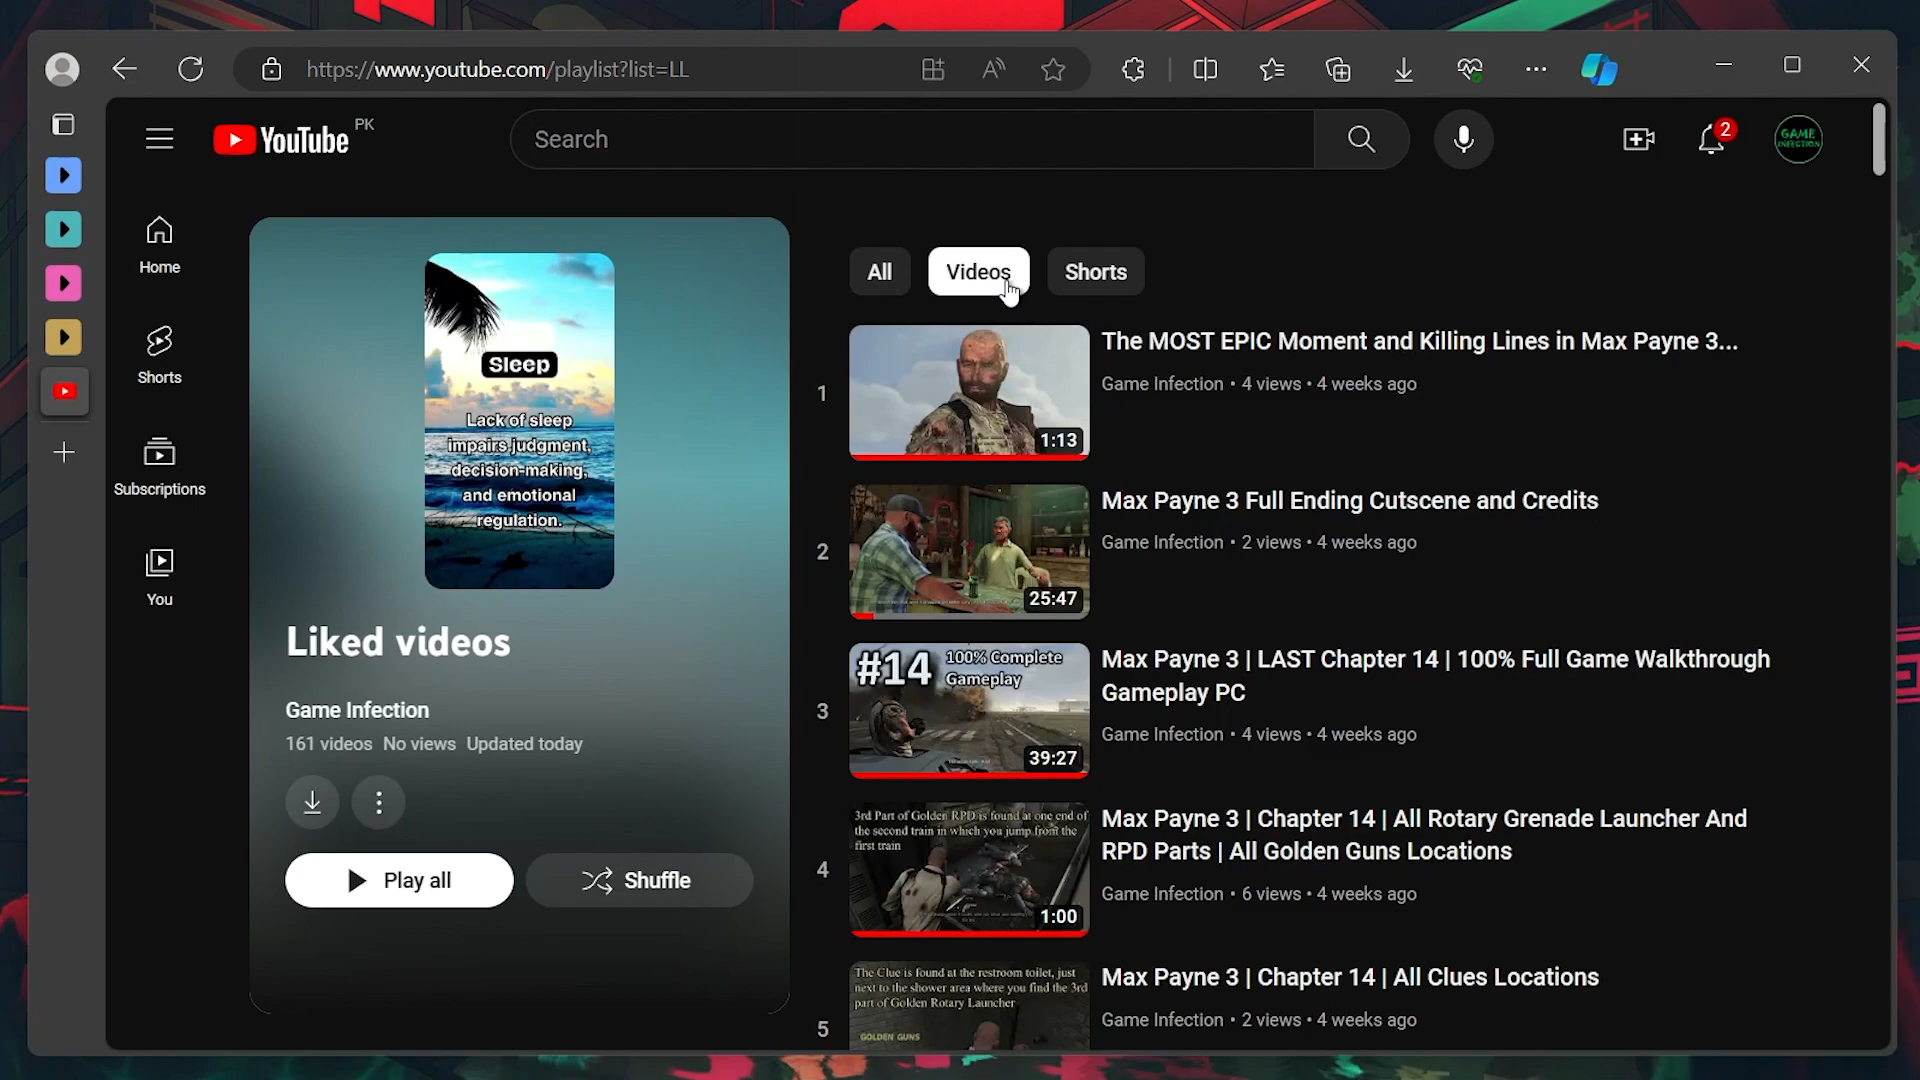 https://www.youtube.com/playlist?list=LL
YouTube PK
Search
2
GAME
INFECTION
Home
Shorts
Subscriptions
You
Sleep
Lack of sleep
impairs judgment,
decision-making,
and emotional
regulation.
Liked videos
Game Infection
161 videos No views Updated today
Play all
Shuffle
All
Videos
Shorts
1
1:13
The MOST EPIC Moment and Killing Lines in Max Payne 3...
Game Infection • 4 views • 4 weeks ago
2
25:47
Max Payne 3 Full Ending Cutscene and Credits
Game Infection • 2 views • 4 weeks ago
3
#14
100% Complete
Gameplay
39:27
Max Payne 3 | LAST Chapter 14 | 100% Full Game Walkthrough
Gameplay PC
Game Infection • 4 views • 4 weeks ago
4
3rd Part of Golden RPD is found at one end of
the second train in which you jump from the
first train
1:00
Max Payne 3 | Chapter 14 | All Rotary Grenade Launcher And
RPD Parts | All Golden Guns Locations
Game Infection • 6 views • 4 weeks ago
5
The Clue is found at the restroom toilet, just
next to the shower area where you find the 3rd
part of Golden Rotary Launcher
GOLDEN GUNS
Max Payne 3 | Chapter 14 | All Clues Locations
Game Infection • 2 views • 4 weeks ago